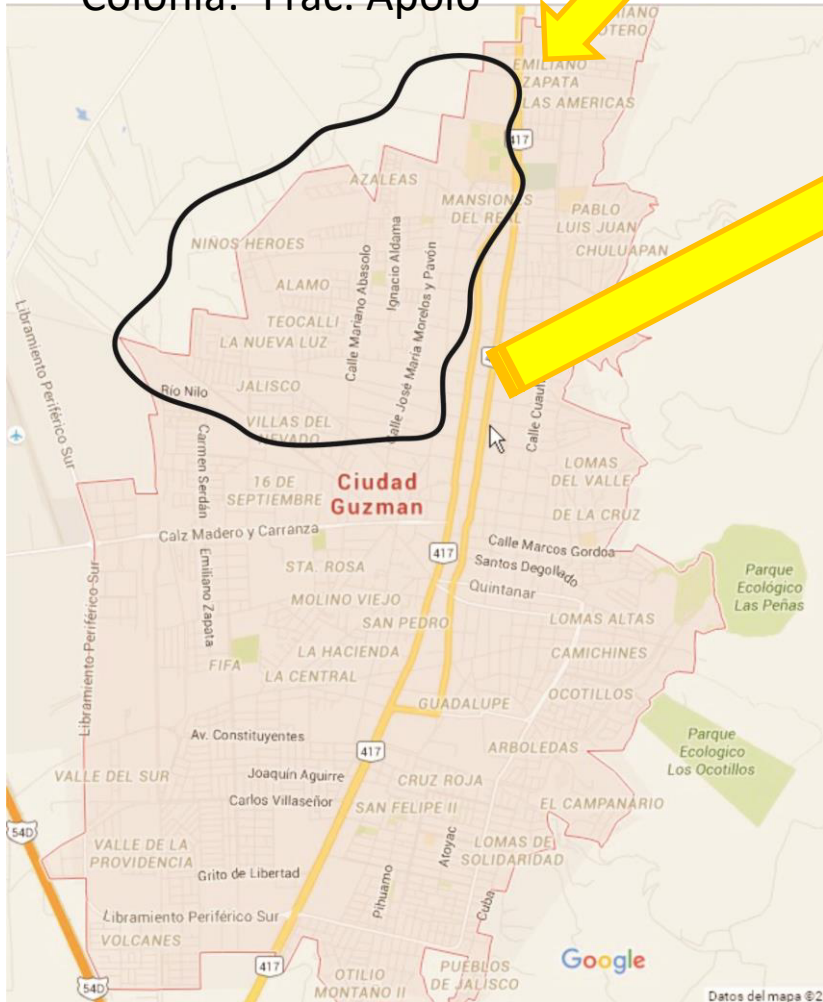 Colonia: Frac. Apolo
EMILIANO
ZAPATA
LAS AMERICAS
417
AZALEAS
MANSIONES
DEL REAL
PABLO
LUIS JUAN
CHULUAPAN
NIÑOS HEROES
Calle Mariano Abasolo
Ignacio Aldama
Calle José María Morelos y Pavón
ALAMO
TEOCALLI
LA NUEVA LUZ
Libramiento Periférico Sur
Río Nilo
JALISCO
VILLAS DEL
NEVADO
Carmen Serdán
16 DE
SEPTIEMBRE
Ciudad
Guzman
LOMAS
DEL VALLE
DE LA CRUZ
Calz Madero y Carranza
417
Calle Marcos Gordoa
Santos Degollado
Quintanar
Emiliano Zapata
STA. ROSA
MOLINO VIEJO
SAN PEDRO
Parque
Ecológico
Las Peñas
LOMAS ALTAS
Libramiento Periférico Sur
FIFA
LA HACIENDA
LA CENTRAL
CAMICHINES
OCOTILLOS
GUADALUPE
Av. Constituyentes
417
ARBOLEDAS
Parque
Ecologico
Los Ocotillos
VALLE DEL SUR
Joaquín Aguirre
CRUZ ROJA
Carlos Villaseñor
SAN FELIPE II
EL CAMPANARIO
54D
VALLE DE LA
PROVIDENCIA
Atoyac
LOMAS DE
SOLIDARIDAD
Grito de Libertad
Pihuamo
Cuba
Libramiento Periférico Sur
VOLCANES
417
54D
OTILIO
MONTAÑO II
PUEBLOS
DE JALISCO
Google
Datos del mapa ©2